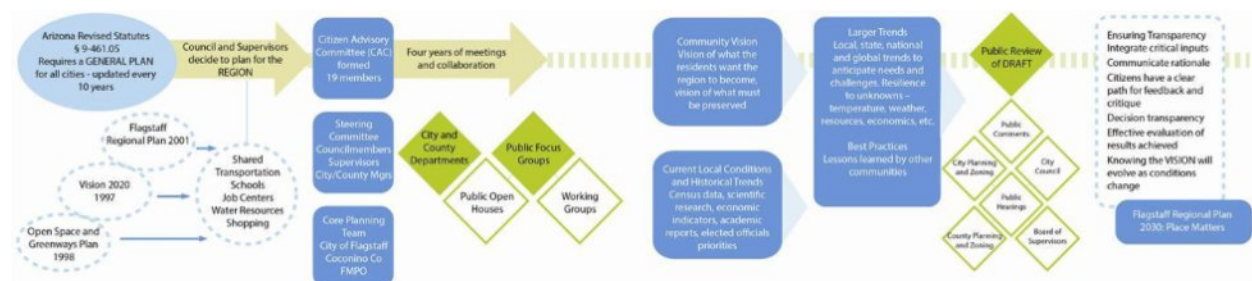 Arizona Revised Statutes
§ 9-461.05
Requires a GENERAL PLAN
for all cities - updated every
10 years
Council and Supervisors
decide to plan for the
REGION
Flagstaff
Regional Plan 2001
Vision 2020
1997
Open Space and
Greenways Plan
1998
Shared
Transportation
Schools
Job Centers
Water Resources
Shopping
Citizen Advisory
Committee (CAC)
formed
19 members
Steering
Committee
Councilmembers
Supervisors
City/County Mgrs
Core Planning
Team
City of Flagstaff
Coconino Co
FMPO
Four years of meetings
and collaboration
City and
County
Departments
Public Focus
Groups
Public Open
Houses
Working
Groups
Community Vision
Vision of what the
residents want the
region to become,
vision of what must
be preserved
Current Local Conditions
and Historical Trends
Census data, scientific
research, economic
indicators, academic
reports, elected officials
priorities
Larger Trends
Local, state, national
and global trends to
anticipate needs and
challenges. Resilience
to unknowns –
temperature, weather,
resources, economics, etc.
Best Practices
Lessons learned by other
communities
Public Review
of DRAFT
Public
Comments
City Planning
and Zoning
City
Council
Public
Hearings
County Planning
and Zoning
Board of
Supervisors
Ensuring Transparency
Integrate critical inputs
Communicate rationale
Citizens have a clear
path for feedback and
critique
Decision transparency
Effective evaluation of
results achieved
Knowing the VISION will
evolve as conditions
change
Flagstaff Regional Plan
2030: Place Matters